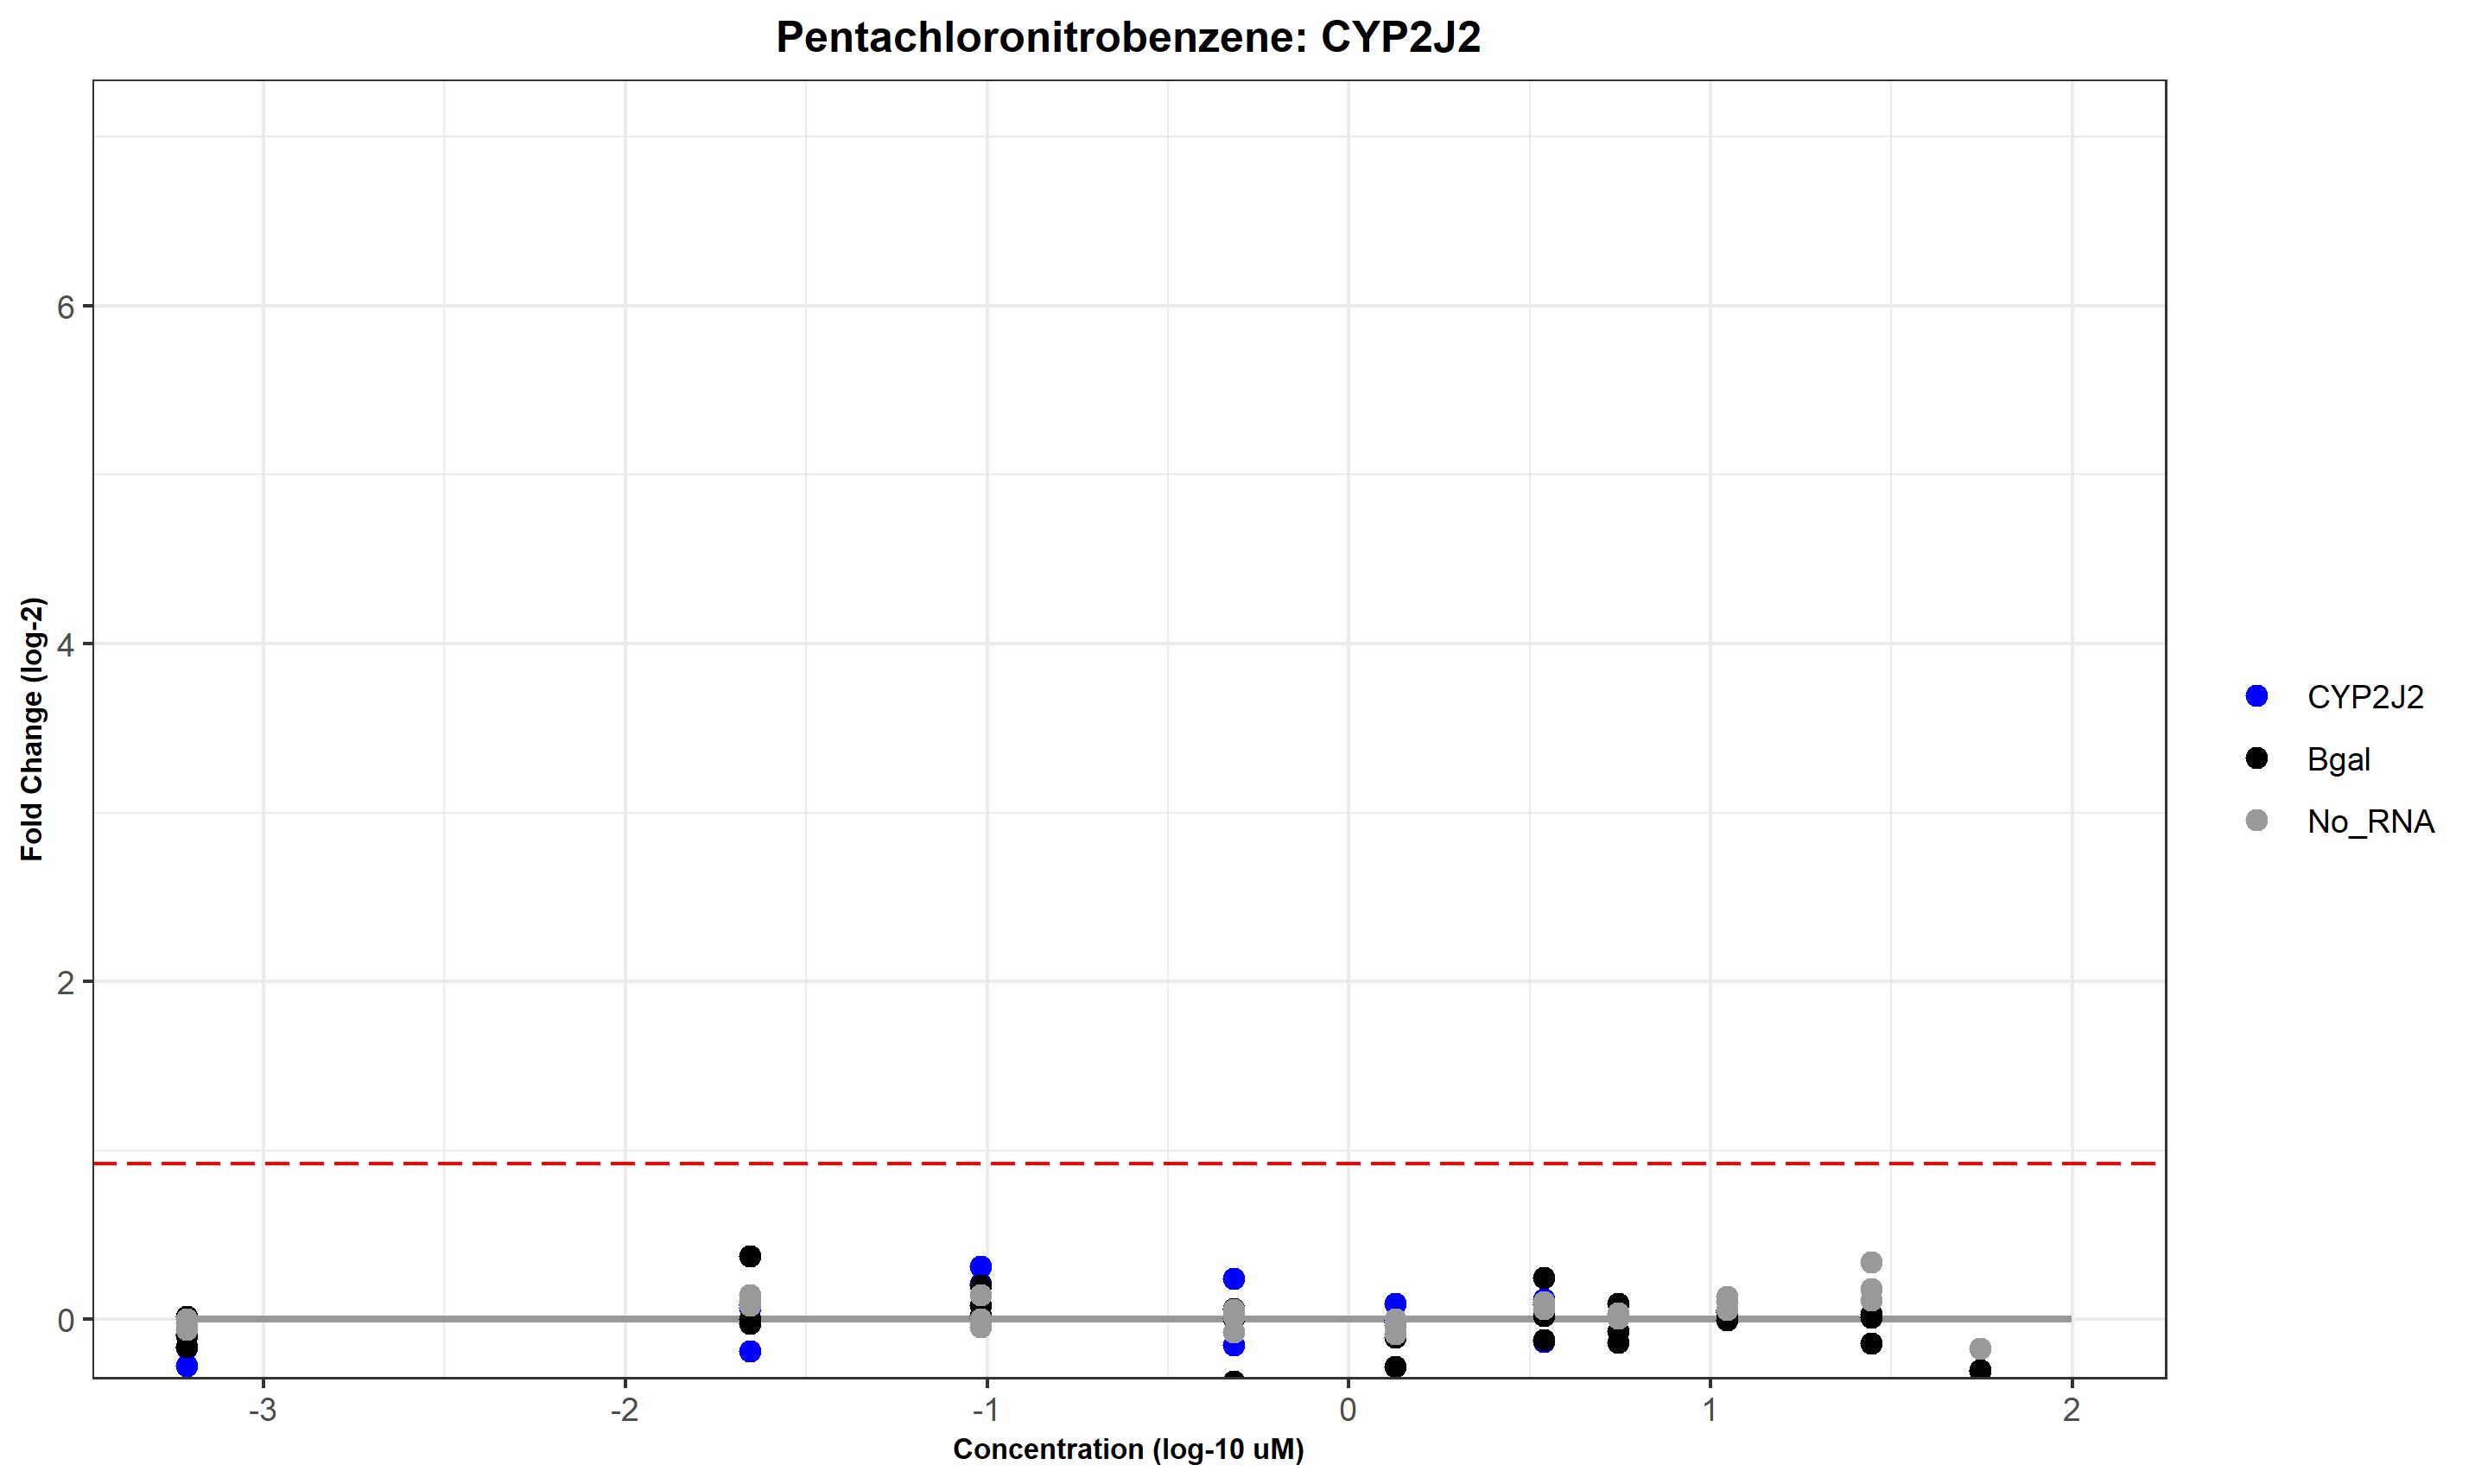 Pentachloronitrobenzene: CYP2J2
Fold Change (log-2)
6
4
2
0
-3
-2
-1
0
1
2
Concentration (log-10 uM)
CYP2J2
Bgal
No_RNA